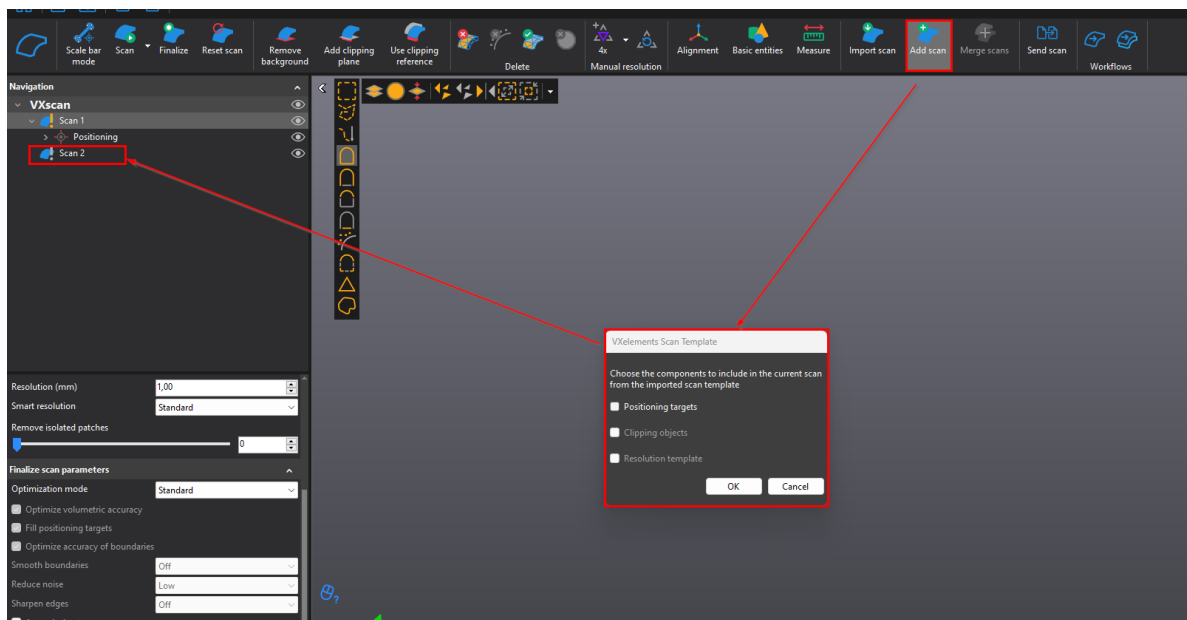 Scale bar
mode
Scan
Finalize
Reset scan
Remove
background
Add clipping
plane
Use clipping
reference
Delete
4x
Manual resolution
Alignment
Basic entities
Measure
Import scan
Add scan
Merge scans
Send scan
Workflows
Navigation
VXscan
Scan 1
Positioning
Scan 2
VXelements Scan Template
Choose the components to include in the current scan
from the imported scan template
Positioning targets
Clipping objects
Resolution template
OK
Cancel
Resolution (mm)
1,00
Smart resolution
Standard
Remove isolated patches
0
Finalize scan parameters
Optimization mode
Standard
Optimize volumetric accuracy
Fill positioning targets
Optimize accuracy of boundaries
Smooth boundaries
Off
Reduce noise
Low
Sharpen edges
Off
?